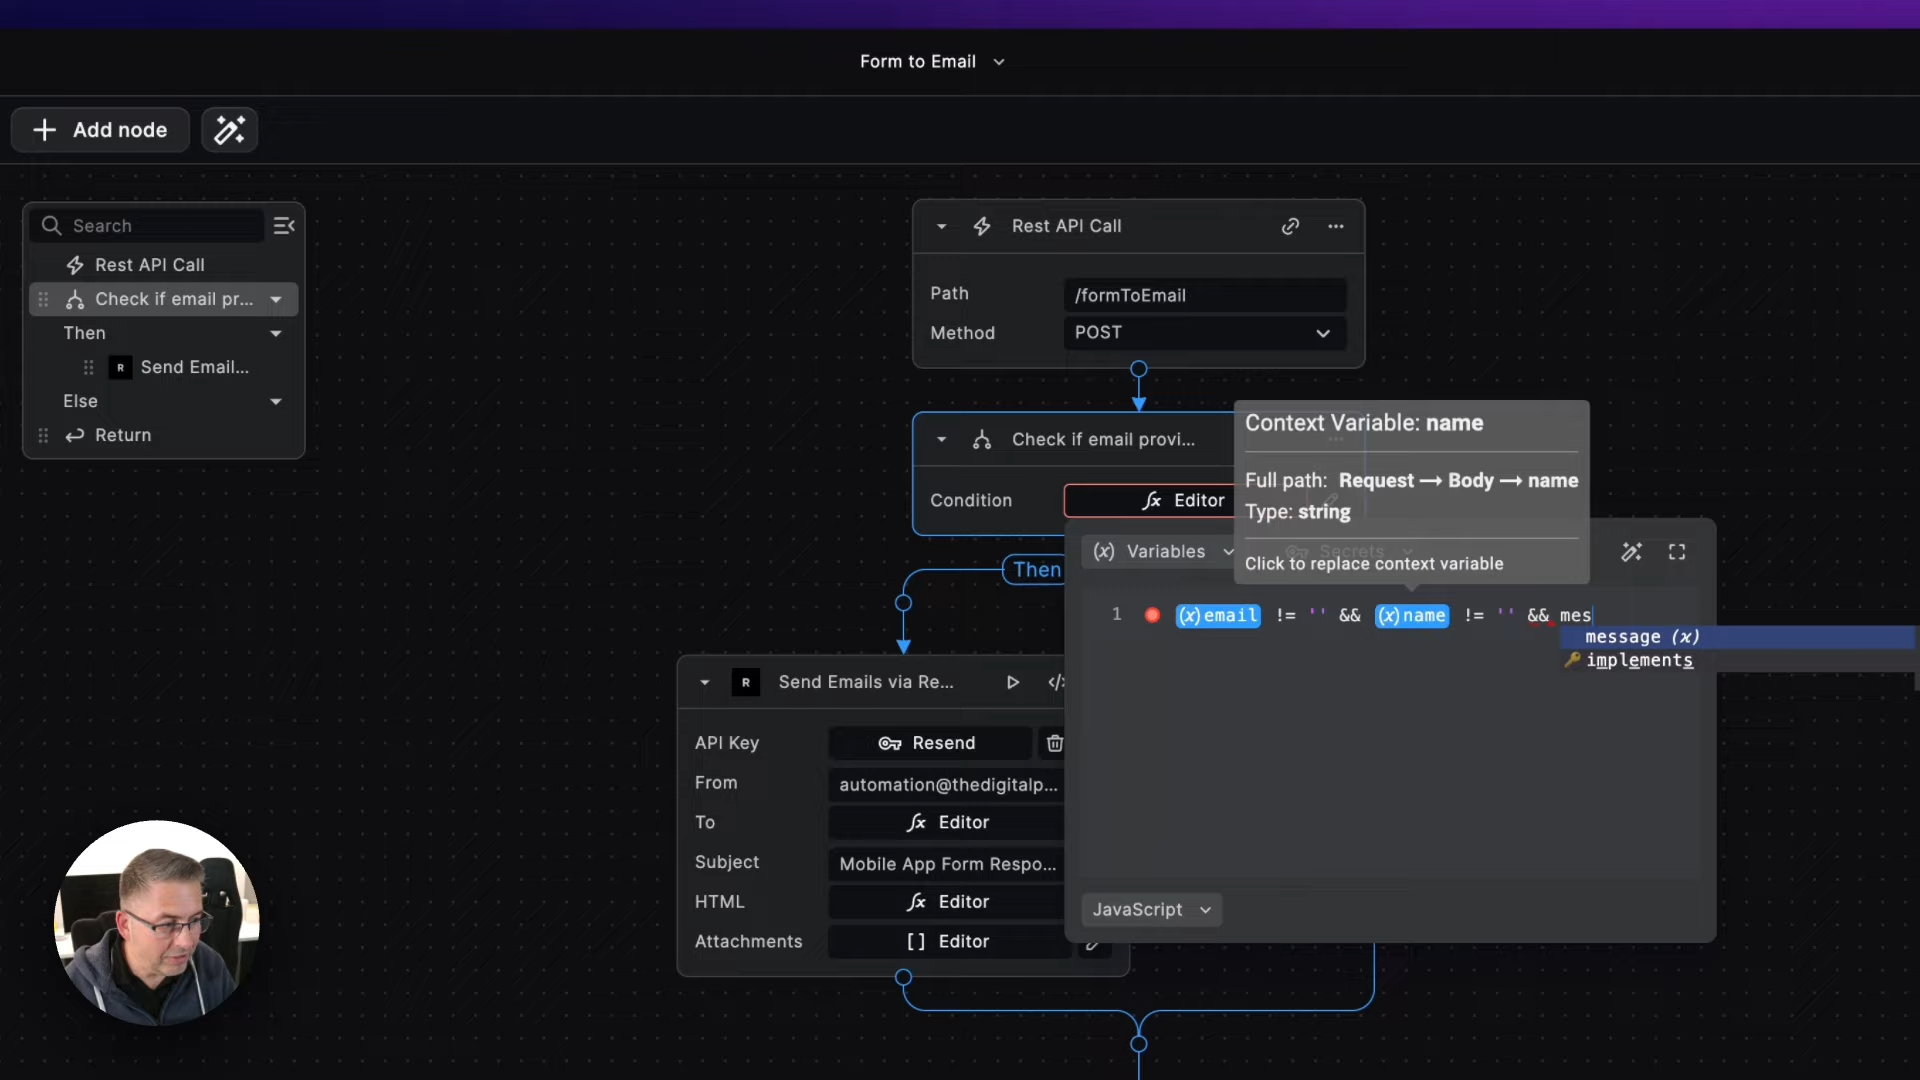 Form to Email
Add node
Search
Rest API Call
Check if email pr...
Then
R
Send Email...
Else
Return
Rest API Call
Path
/formToEmail
Method
POST
Check if email provi...
Condition
fx Editor
Context Variable: name
Full path: Request → Body → name
Type: string
Click to replace context variable
(x) Variables
Secrets
Then
1
(x)email != '' && (x)name != '' && mes
message (x)
implements
JavaScript
R
Send Emails via Re...
</>
API Key
Resend
From
automation@thedigitalp...
To
fx Editor
Subject
Mobile App Form Respo...
HTML
fx Editor
Attachments
[ ] Editor